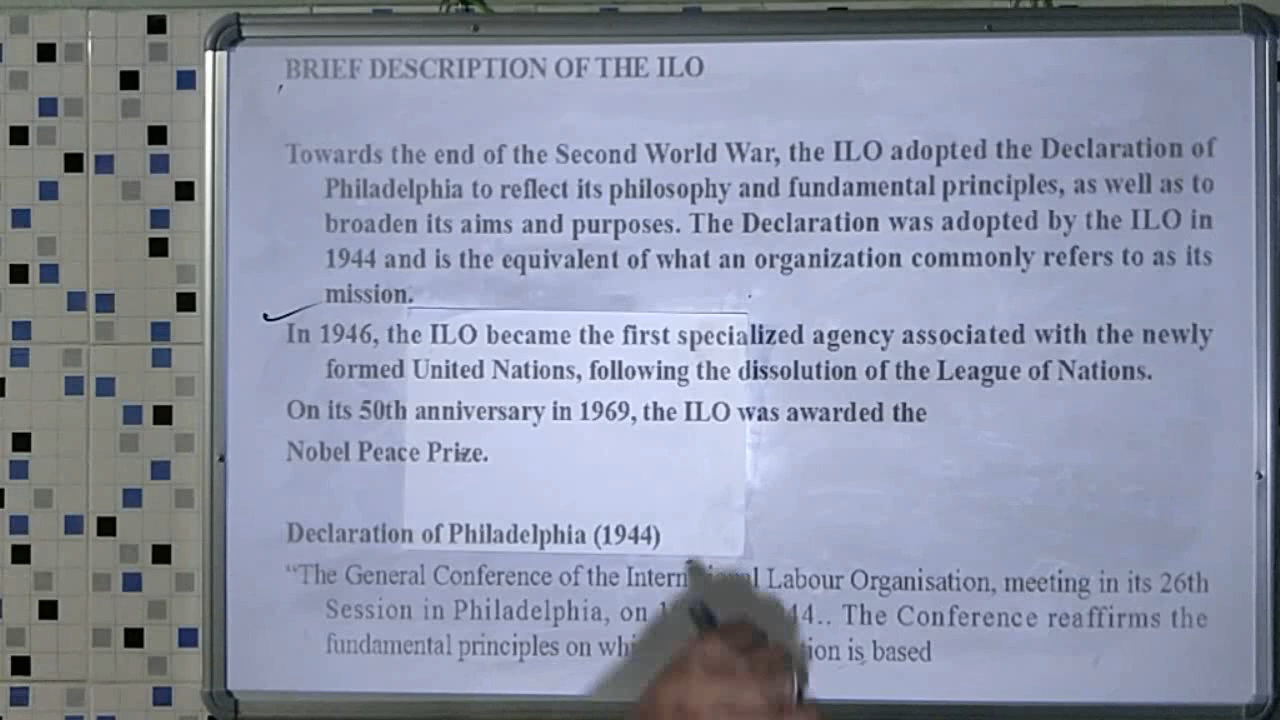 BRIEF DESCRIPTION OF THE ILO
Towards the end of the Second World War, the ILO adopted the Declaration of
Philadelphia to reflect its philosophy and fundamental principles, as well as to
broaden its aims and purposes. The Declaration was adopted by the ILO in
1944 and is the equivalent of what an organization commonly refers to as its
mission.
In 1946, the ILO became the first specialized agency associated with the newly
formed United Nations, following the dissolution of the League of Nations.
On its 50th anniversary in 1969, the ILO was awarded the
Nobel Peace Prize.
Declaration of Philadelphia (1944)
“The General Conference of the Labour Organisation, meeting in its 26th
Session in Philadelphia, on The Conference reaffirms the
fundamental principles on is based